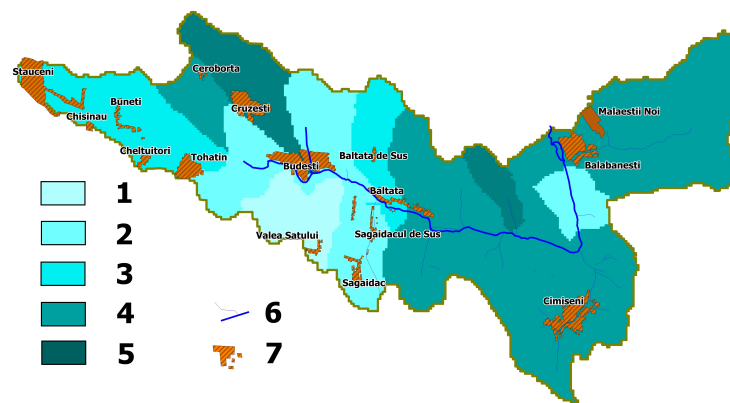 Stauceni
Ceroborta
Buneti
Cruzesti
Malaestii Noi
Chisinau
Cheltuitori
Tohatin
Budesti
Baltata de Sus
Balabanesti
Baltata
1
2
Valea Satului
Sagaidacul de Sus
3
Sagaidac
Cimiseni
4
6
5
7